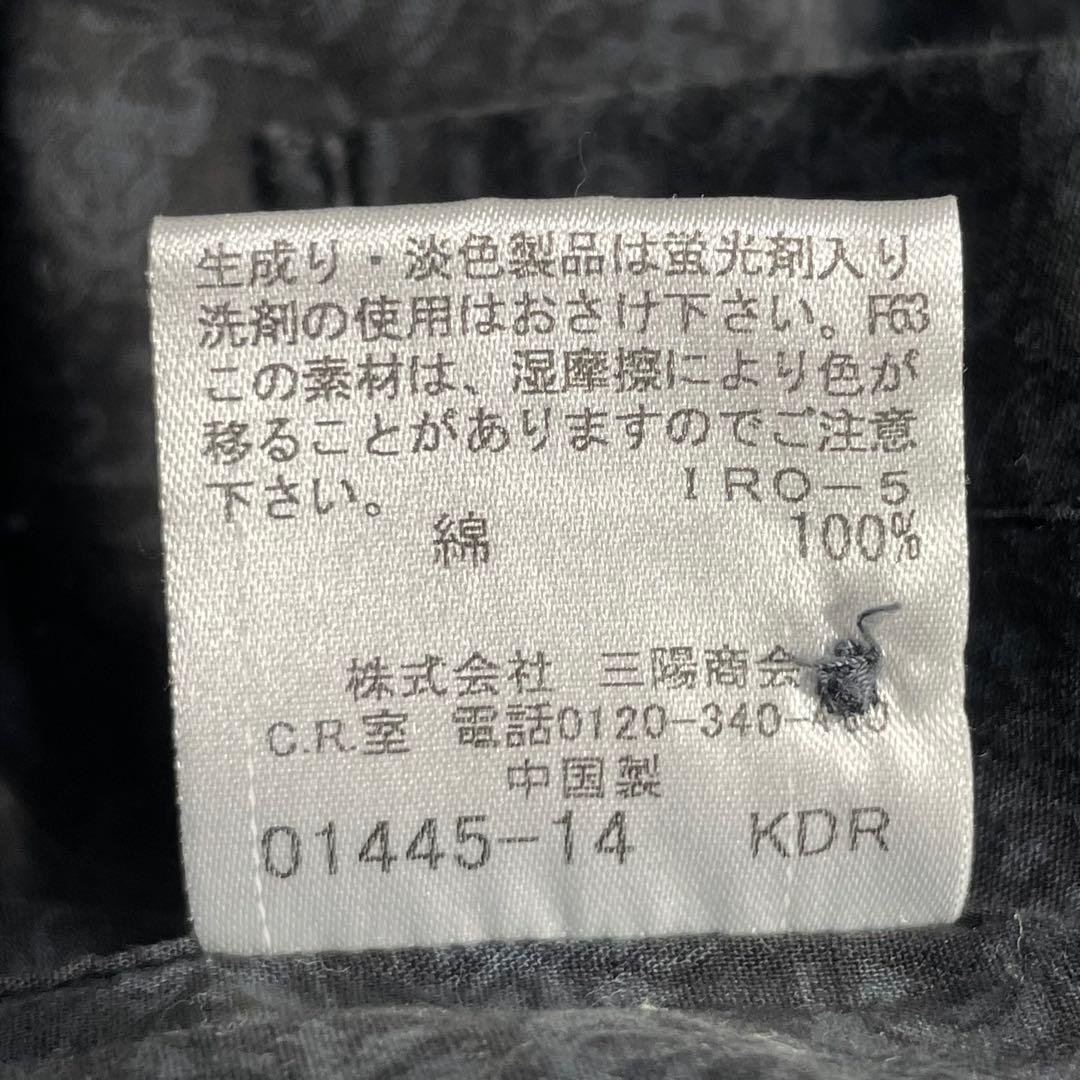 生成り・淡色製品は蛍光剤入り
洗剤の使用はおさけ下さい。F63
この素材は、湿摩擦により色が
移ることがありますのでご注意
下さい。 IRO-5
綿 100%
株式会社 三陽商会
C.R.室 電話0120-340-
中国製
01445-14 KDR